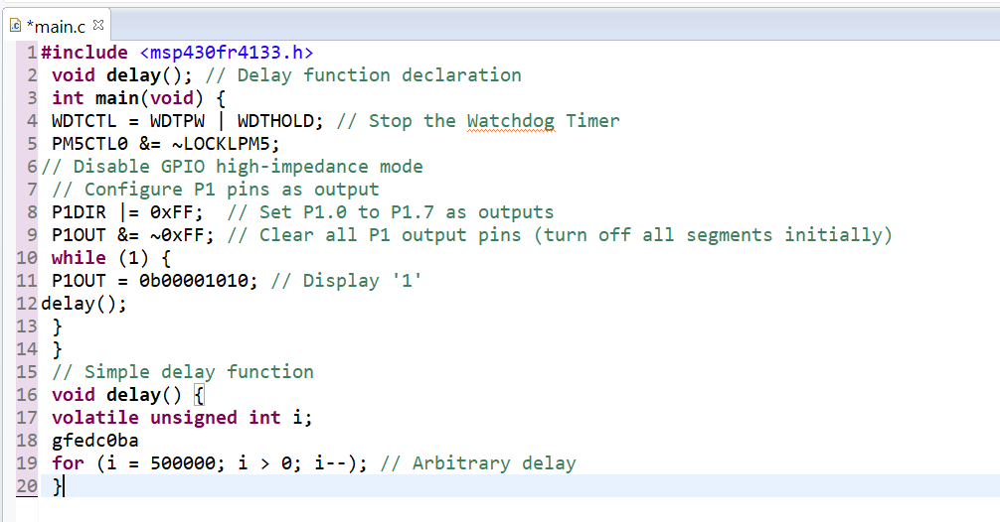 *main.c
1 #include <msp430fr4133.h>
2 void delay(); // Delay function declaration
3 int main(void) {
4 WDTCTL = WDTPW | WDTHOLD; // Stop the Watchdog Timer
5 PM5CTL0 &= ~LOCKLPM5;
6 // Disable GPIO high-impedance mode
7 // Configure P1 pins as output
8 P1DIR |= 0xFF; // Set P1.0 to P1.7 as outputs
9 P1OUT &= ~0xFF; // Clear all P1 output pins (turn off all segments initially)
10 while (1) {
11 P1OUT = 0b00001010; // Display '1'
12 delay();
13 }
14 }
15 // Simple delay function
16 void delay() {
17 volatile unsigned int i;
18 gfedc0ba
19 for (i = 500000; i > 0; i--); // Arbitrary delay
20 }